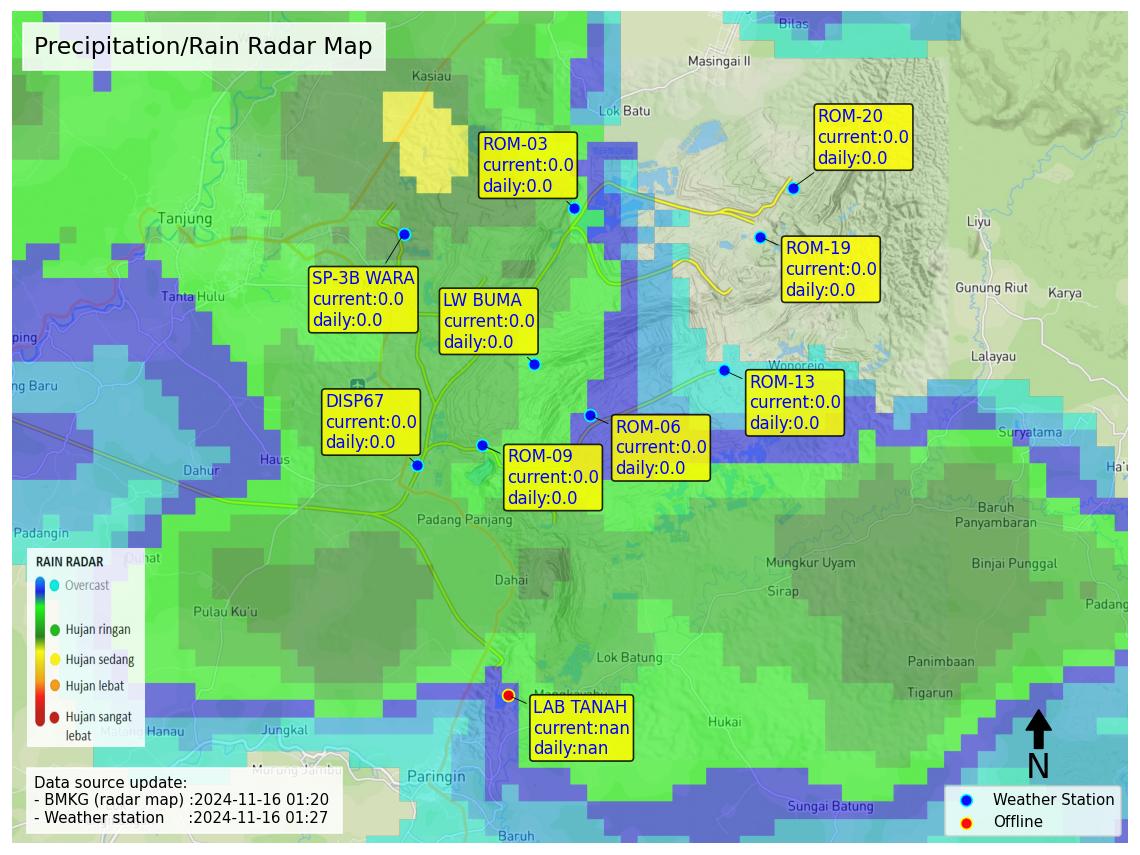 Precipitation/Rain Radar Map
Bilas
Masingai II
Kasiau
Lok Batu
ROM-20
current:0.0
daily:0.0
ROM-03
current:0.0
daily:0.0
Tanjung
Liyu
ROM-19
current:0.0
daily:0.0
SP-3B WARA
current:0.0
daily:0.0
LW BUMA
current:0.0
daily:0.0
Tanta Hulu
Gunung Riut
Karya
ping
Lalayau
Wonorejo
ng Baru
ROM-13
current:0.0
daily:0.0
DISP67
current:0.0
daily:0.0
ROM-06
current:0.0
daily:0.0
Suryatama
ROM-09
current:0.0
daily:0.0
Haus
Dahur
Padang Panjang
Baruh
Panyambaran
Padangin
Mungkur Uyam
Binjai Punggal
Dahai
Sirap
Padang
Pulau Ku'u
Lok Batung
Panimbaan
Tigarun
RAIN RADAR
Overcast
Hujan ringan
Hujan sedang
Hujan lebat
Hujan sangat
lebat
LAB TANAH
current:nan
daily:nan
Hukai
Jungkal
Murung Jambu
Paringin
N
Sungai Batung
Baruh
Data source update:
- BMKG (radar map) :2024-11-16 01:20
- Weather station :2024-11-16 01:27
Weather Station
Offline